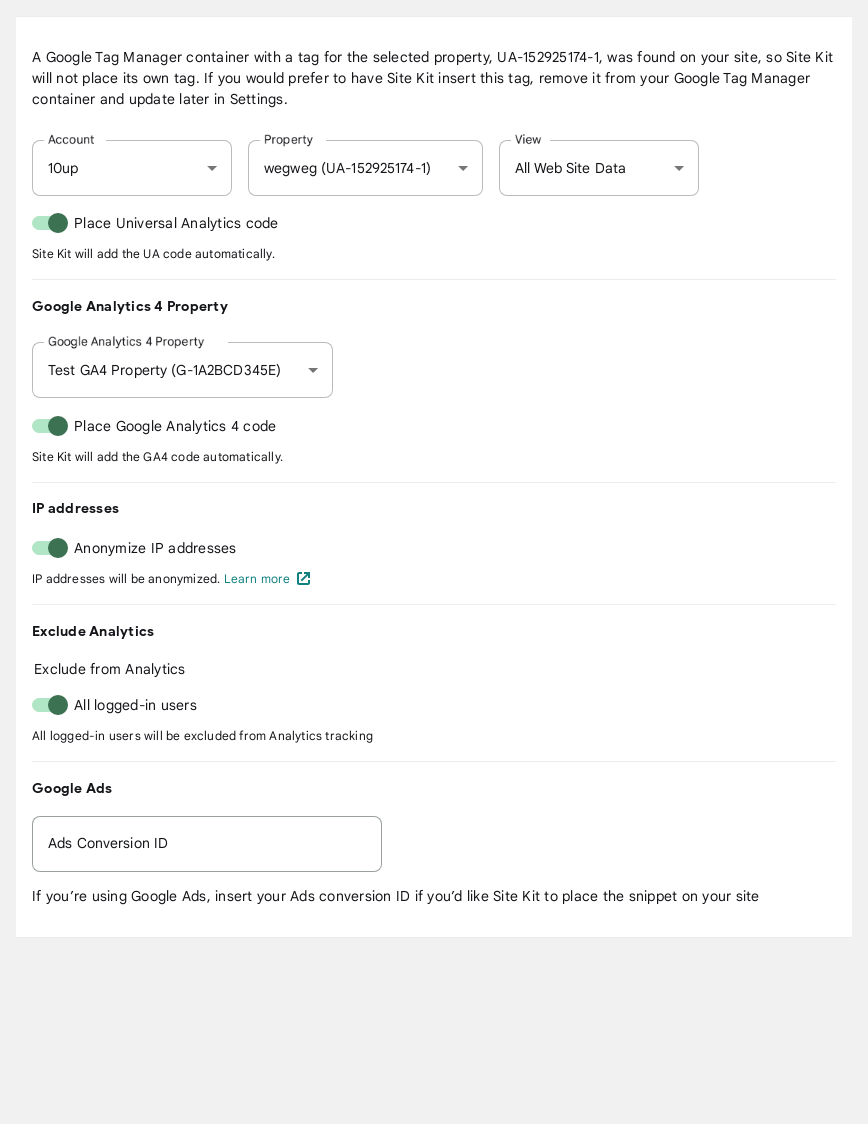 A Google Tag Manager container with a tag for the selected property, UA-152925174-1, was found on your site, so Site Kit
will not place its own tag. If you would prefer to have Site Kit insert this tag, remove it from your Google Tag Manager
container and update later in Settings.
Account Property View
10up wegweg (UA-152925174-1) All Web Site Data
Place Universal Analytics code
Site Kit will add the UA code automatically.
Google Analytics 4 Property
Google Analytics 4 Property
Test GA4 Property (G-1A2BCD345E)
Place Google Analytics 4 code
Site Kit will add the GA4 code automatically.
IP addresses
Anonymize IP addresses
IP addresses will be anonymized. Learn more
Exclude Analytics
Exclude from Analytics
All logged-in users
All logged-in users will be excluded from Analytics tracking
Google Ads
Ads Conversion ID
If you’re using Google Ads, insert your Ads conversion ID if you’d like Site Kit to place the snippet on your site